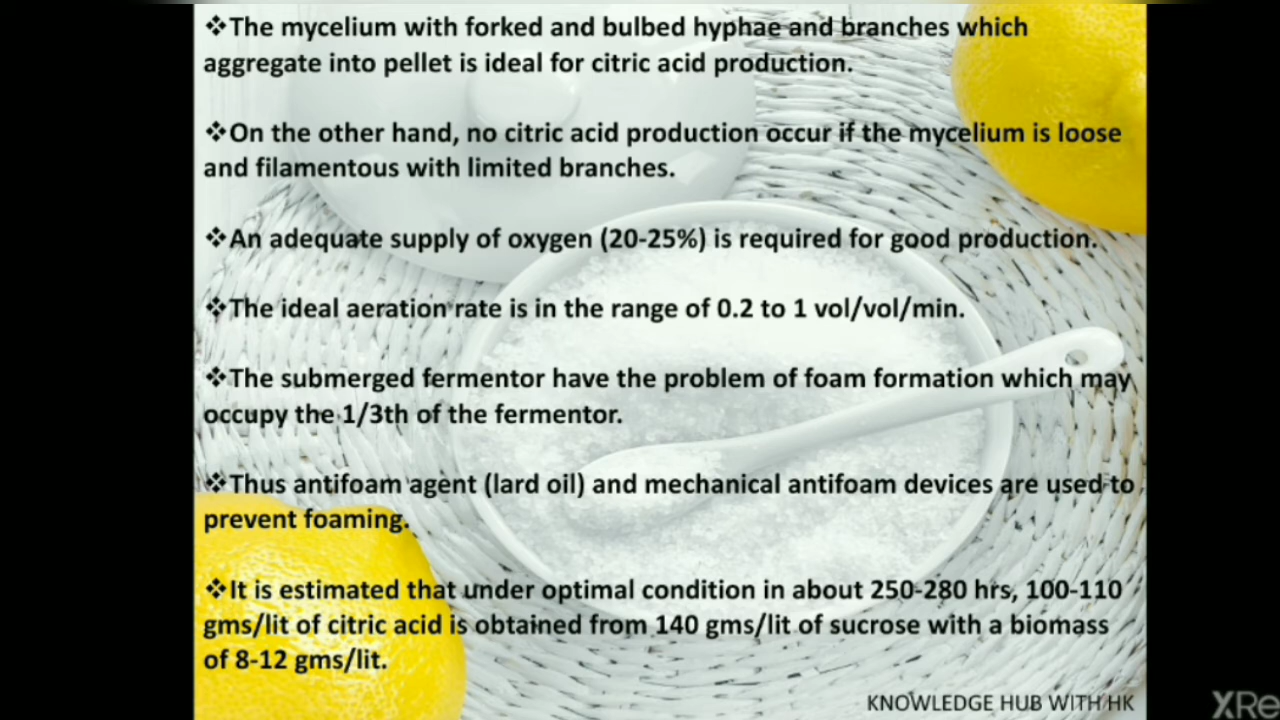 ❖The mycelium with forked and bulbed hyphae and branches which
aggregate into pellet is ideal for citric acid production.
❖On the other hand, no citric acid production occur if the mycelium is loose
and filamentous with limited branches.
❖An adequate supply of oxygen (20-25%) is required for good production.
❖The ideal aeration rate is in the range of 0.2 to 1 vol/vol/min.
❖The submerged fermentor have the problem of foam formation which may
occupy the 1/3th of the fermentor.
❖Thus antifoam agent (lard oil) and mechanical antifoam devices are used to
prevent foaming.
❖It is estimated that under optimal condition in about 250-280 hrs, 100-110
gms/lit of citric acid is obtained from 140 gms/lit of sucrose with a biomass
of 8-12 gms/lit.
KNOWLEDGE HUB WITH HK